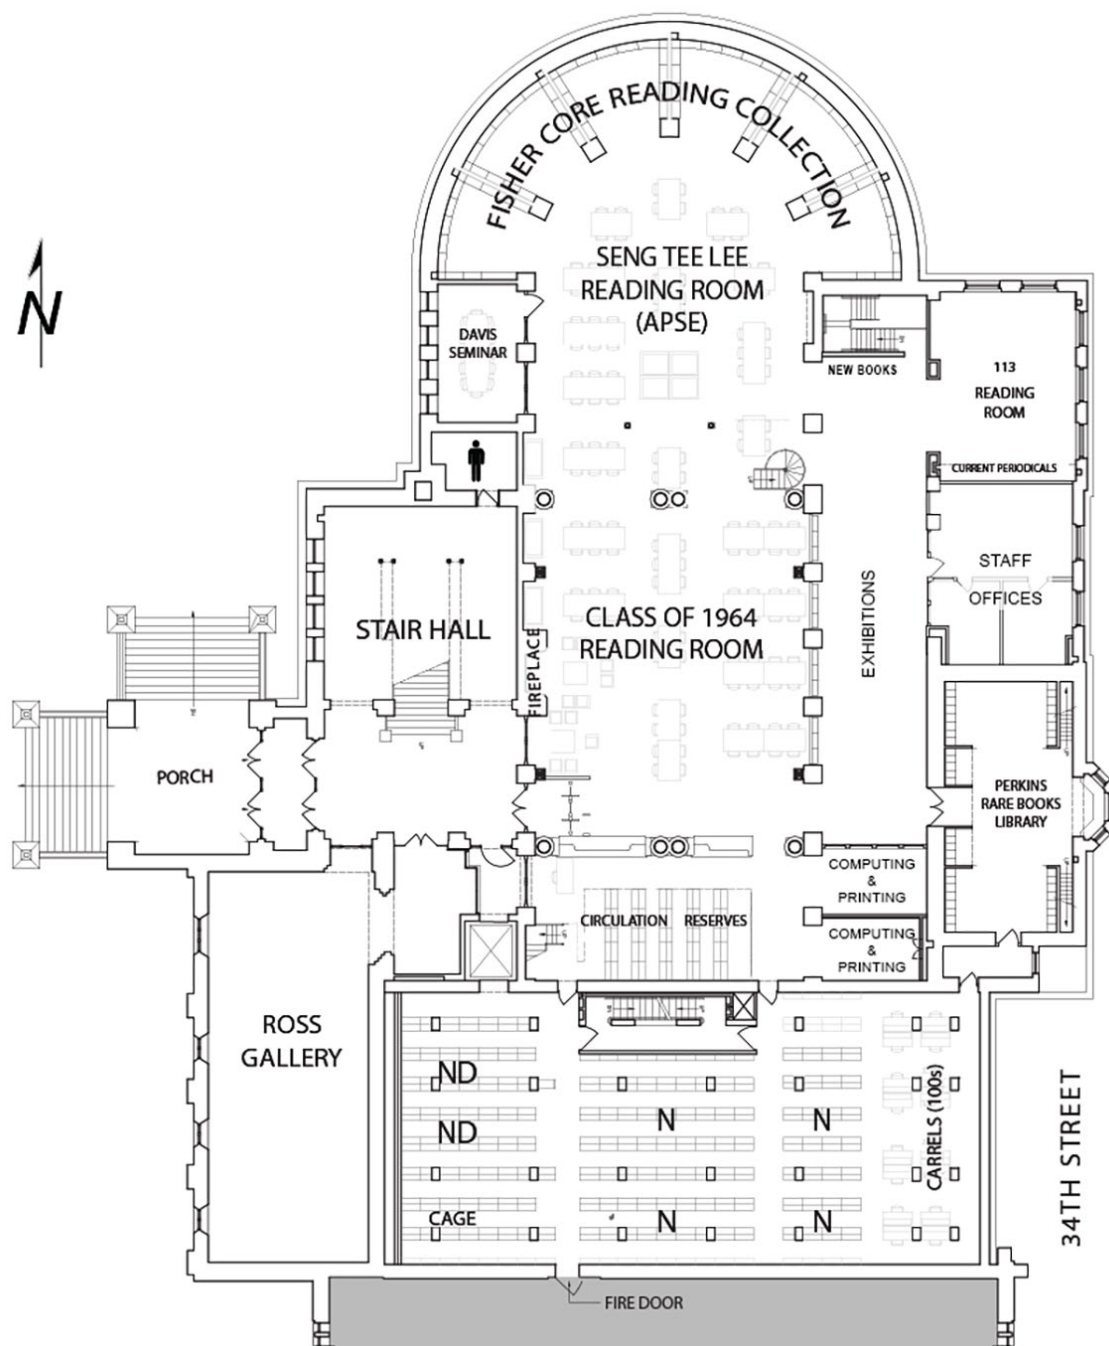 FISHER CORE READING COLLECTION
SENG TEE LEE
READING ROOM
(APSE)
N
DAVIS
SEMINAR
NEW BOOKS
113
READING
ROOM
CURRENT PERIODICALS
STAFF
OFFICES
STAIR HALL
FIREPLACE
CLASS OF 1964
READING ROOM
EXHIBITIONS
PORCH
PERKINS
RARE BOOKS
LIBRARY
COMPUTING
&
PRINTING
CIRCULATION RESERVES
COMPUTING
&
PRINTING
ROSS
GALLERY
ND
ND
CAGE
N
N
N
N
CARRELS (100s)
34TH STREET
FIRE DOOR